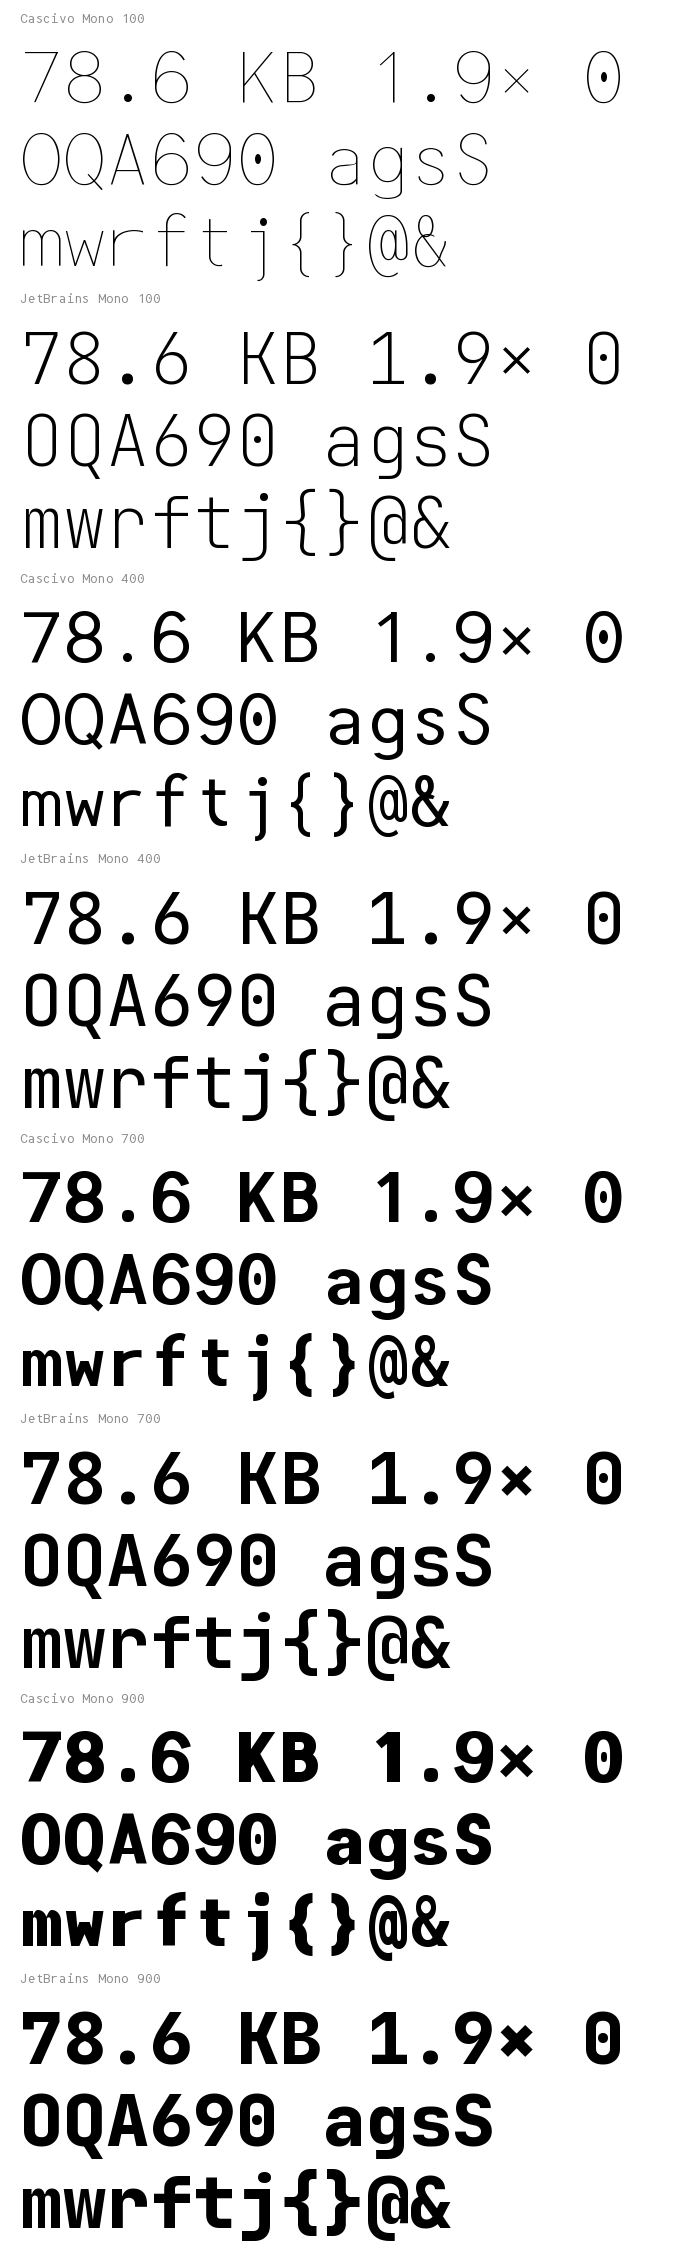 Cascivo Mono 100
78.6 KB 1.9× 0
OQA690 agsS
mwrftj{}@&
JetBrains Mono 100
78.6 KB 1.9× 0
OQA690 agsS
mwrftj{}@&
Cascivo Mono 400
78.6 KB 1.9× 0
OQA690 agsS
mwrftj{}@&
JetBrains Mono 400
78.6 KB 1.9× 0
OQA690 agsS
mwrftj{}@&
Cascivo Mono 700
78.6 KB 1.9× 0
OQA690 agsS
mwrftj{}@&
JetBrains Mono 700
78.6 KB 1.9× 0
OQA690 agsS
mwrftj{}@&
Cascivo Mono 900
78.6 KB 1.9× 0
OQA690 agsS
mwrftj{}@&
JetBrains Mono 900
78.6 KB 1.9× 0
OQA690 agsS
mwrftj{}@&